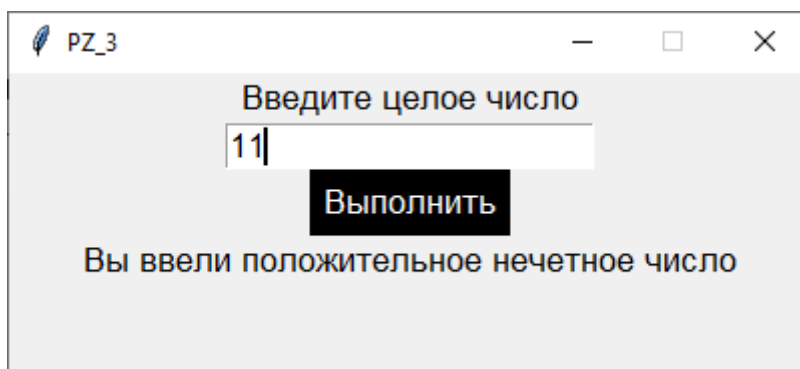 PZ_3
Введите целое число
11
Выполнить
Вы ввели положительное нечетное число